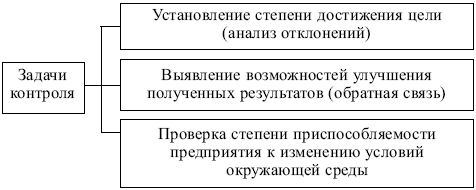 Задачи
контроля
Установление степени достижения цели
(анализ отклонений)
Выявление возможностей улучшения
полученных результатов (обратная связь)
Проверка степени приспособляемости
предприятия к изменению условий
окружающей среды